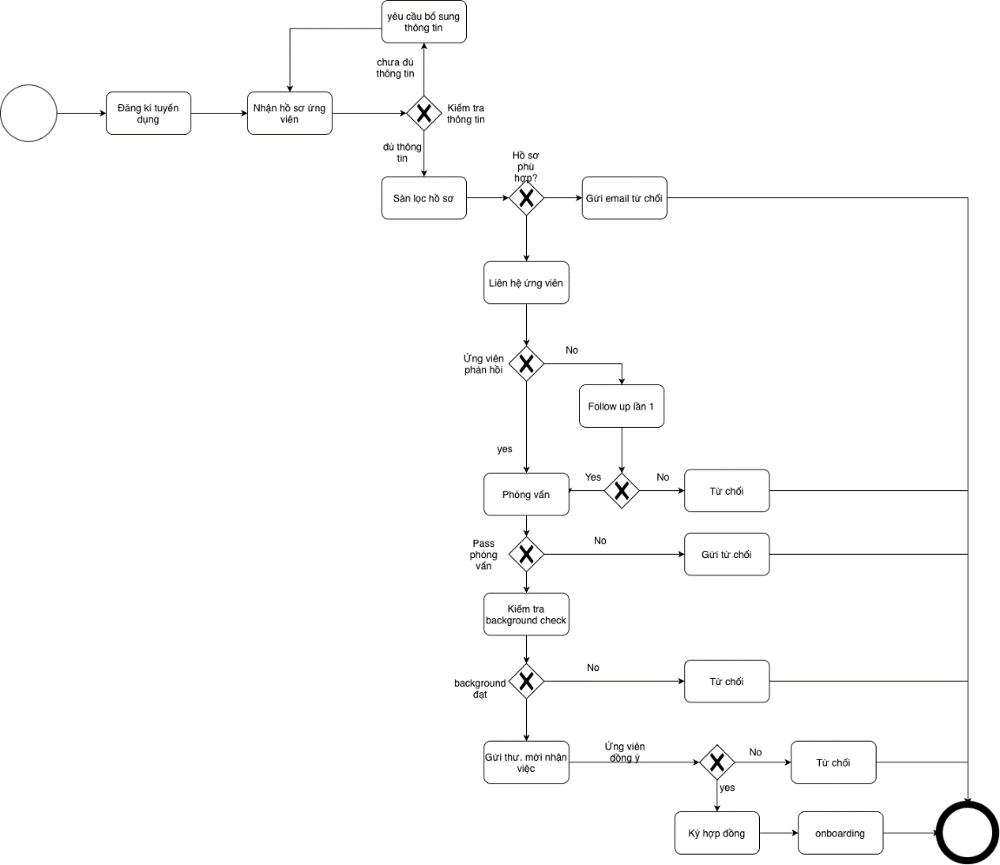 yêu cầu bổ sung
thông tin
chưa đủ
thông tin
Đăng kí tuyển
dụng
Nhận hồ sơ ứng
viên
Kiểm tra
thông tin
đủ thông
tin
Hồ sơ
phù
hợp?
Sàn lọc hồ sơ
Gửi email từ chối
Liên hệ ứng viên
No
Ứng viên
phản hồi
Follow up lần 1
yes
Yes
No
Phỏng vấn
Từ chối
Pass
phỏng
vấn
No
Gửi từ chối
Kiểm tra
background check
No
background
đạt
Từ chối
Gửi thư. mời nhận
việc
Ứng viên
đồng ý
No
Từ chối
yes
Ký hợp đồng
onboarding